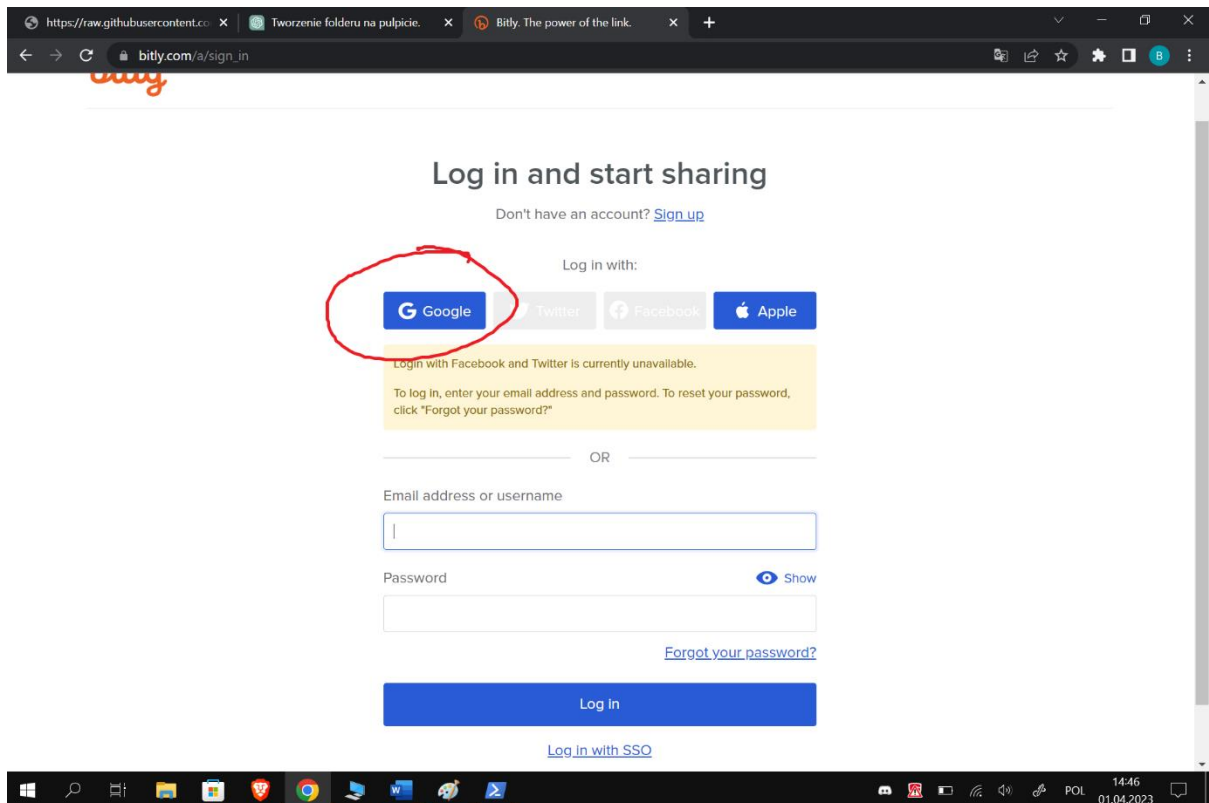 https://raw.githubusercontent.co
Tworzenie folderu na pulpicie.
Bitly. The power of the link.
bitly.com/a/sign_in
B
bitly
Log in and start sharing
Don't have an account? Sign up
Log in with:
Google Twitter Facebook Apple
Login with Facebook and Twitter is currently unavailable.
To log in, enter your email address and password. To reset your password,
click "Forgot your password?"
OR
Email address or username
Password Show
Forgot your password?
Log in
Log in with SSO
POL
14:46
01.04.2023